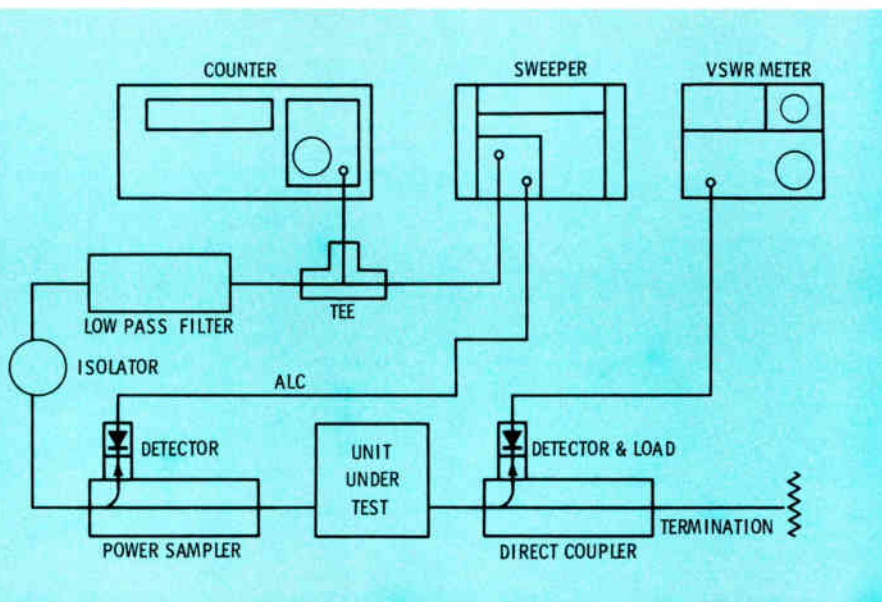 COUNTER
SWEEPER
VSWR METER
TEE
LOW PASS FILTER
ISOLATOR
ALC
DETECTOR
UNIT
UNDER
TEST
DETECTOR & LOAD
POWER SAMPLER
DIRECT COUPLER
TERMINATION